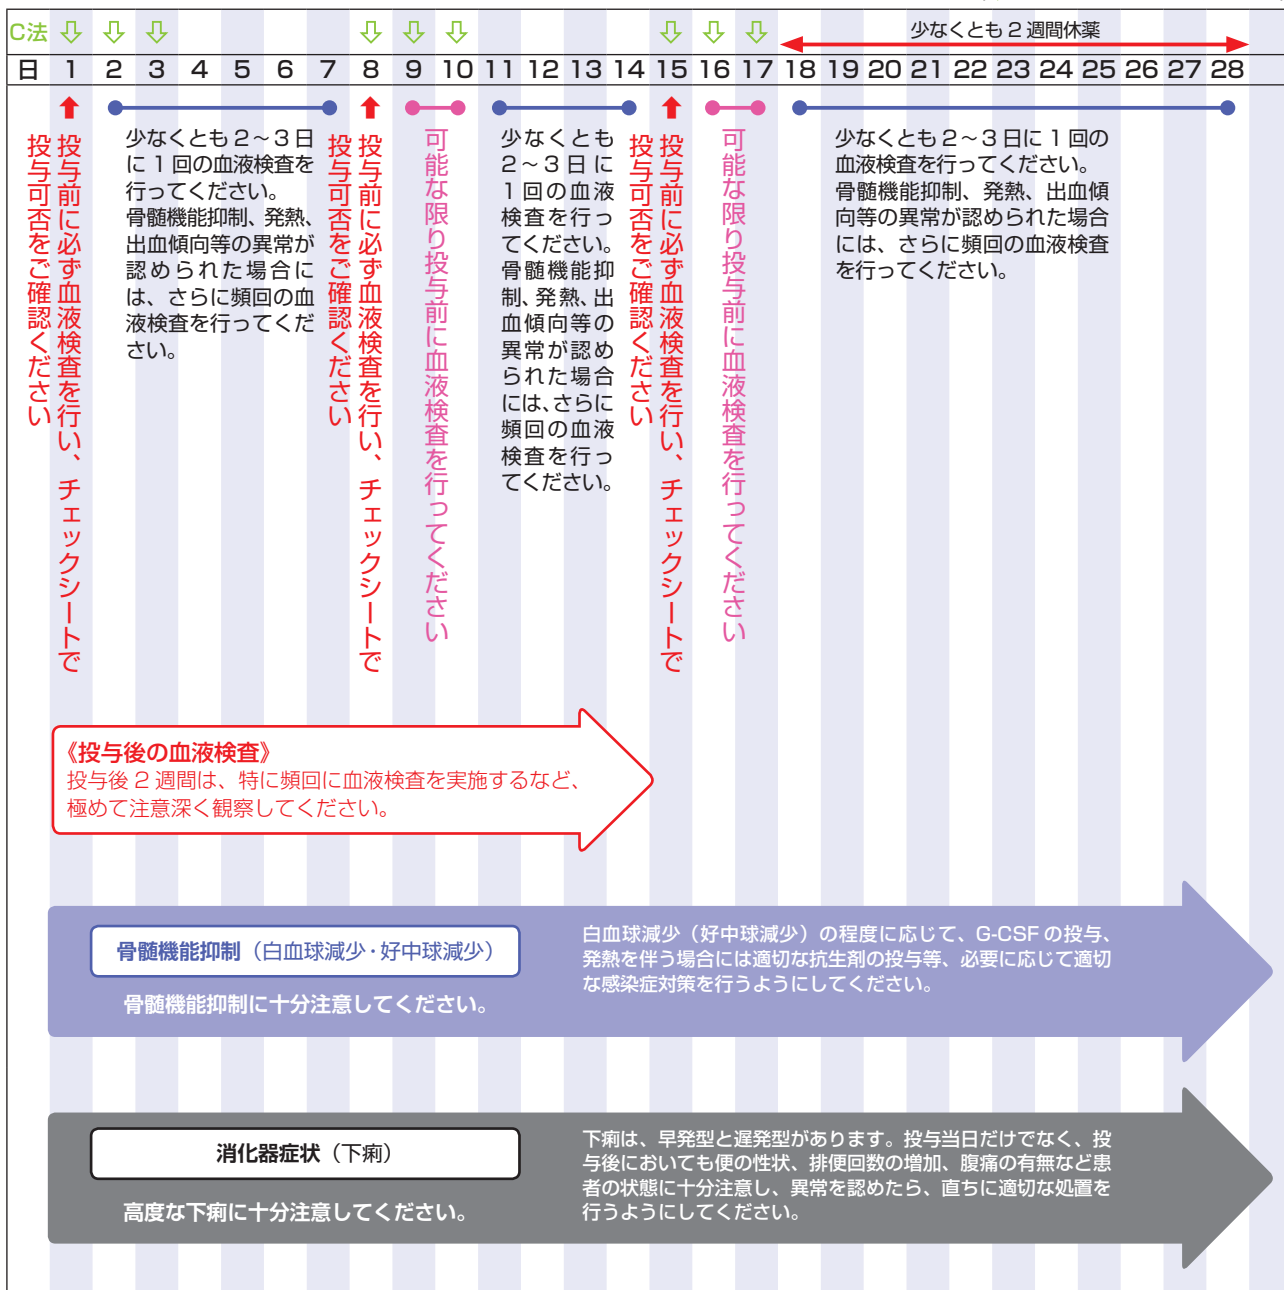 C法
少なくとも2週間休薬
日 1 2 3 4 5 6 7 8 9 10 11 12 13 14 15 16 17 18 19 20 21 22 23 24 25 26 27 28
投与前に必ず血液検査を行い、チェックシートで
投与可否をご確認ください
少なくとも2～3日
に1回の血液検査を
行ってください。
骨髄機能抑制、発熱、
出血傾向等の異常が
認められた場合に
は、さらに頻回の血
液検査を行ってくだ
さい。
投与前に必ず血液検査を行い、チェックシートで
投与可否をご確認ください
可能な限り投与前に血液検査を行ってください
少なくとも
2～3日に
1回の血液
検査を行っ
てください。
骨髄機能抑
制、発熱、出
血傾向等の
異常が認め
られた場合
には、さらに
頻回の血液
検査を行っ
てください。
投与前に必ず血液検査を行い、チェックシートで
投与可否をご確認ください
可能な限り投与前に血液検査を行ってください
少なくとも2～3日に1回の
血液検査を行ってください。
骨髄機能抑制、発熱、出血傾
向等の異常が認められた場合
には、さらに頻回の血液検査
を行ってください。
《投与後の血液検査》
投与後2週間は、特に頻回に血液検査を実施するなど、
極めて注意深く観察してください。
骨髄機能抑制（白血球減少・好中球減少）
骨髄機能抑制に十分注意してください。
白血球減少（好中球減少）の程度に応じて、G-CSFの投与、
発熱を伴う場合には適切な抗生剤の投与等、必要に応じて適切
な感染症対策を行うようにしてください。
消化器症状（下痢）
高度な下痢に十分注意してください。
下痢は、早発型と遅発型があります。投与当日だけでなく、投
与後においても便の性状、排便回数の増加、腹痛の有無など患
者の状態に十分注意し、異常を認めたら、直ちに適切な処置を
行うようにしてください。